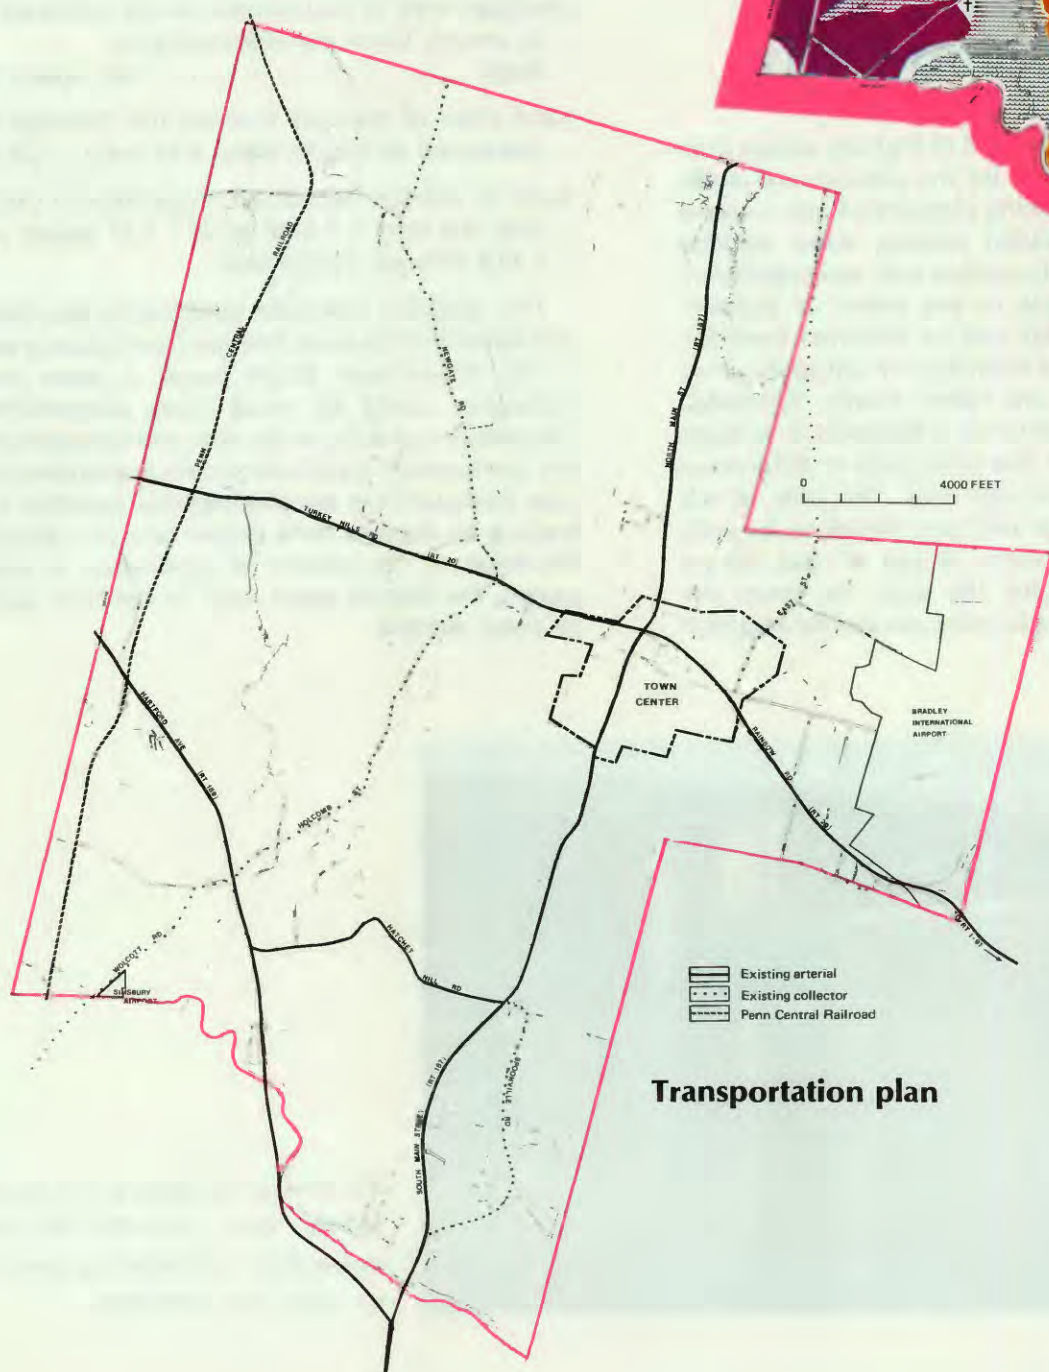 RAILROAD
CENTRAL
PENN
NEWGATE RD
NORTH MAIN ST
(RT 187)
0 4000 FEET
TURKEY HILLS RD (RT 20)
EAST ST
TOWN
CENTER
BRADLEY
INTERNATIONAL
AIRPORT
RAINBOW RD (RT 20)
HARTFORD AVE (RT 189)
HOLCOMB ST
HATCHET HILL RD
WOLCOTT RD
SIMSBURY
AIRPORT
Existing arterial
Existing collector
Penn Central Railroad
SPOONVILLE RD
SOUTH MAIN STREET (RT 187)
Transportation plan